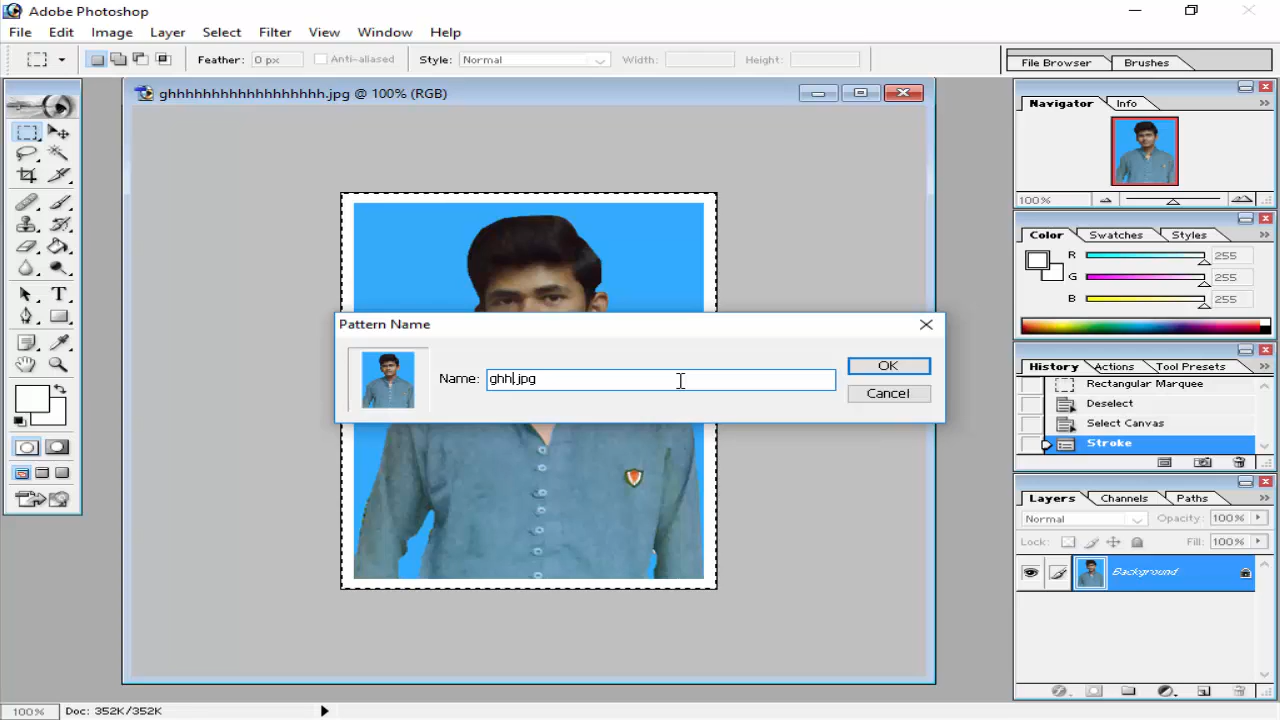 Adobe Photoshop
File Edit Image Layer Select Filter View Window Help
Feather: 0 px Anti-aliased Style: Normal Width: Height: File Browser Brushes
ghhhhhhhhhhhhhhhhhhh.jpg @ 100% (RGB)
Navigator Info
100%
Color Swatches Styles
R 255
G 255
B 255
Pattern Name
Name: ghh.jpg
OK
Cancel
History Actions Tool Presets
Rectangular Marquee
Deselect
Select Canvas
Stroke
Layers Channels Paths
Normal Opacity: 100%
Lock: Fill: 100%
Background
100% Doc: 352K/352K